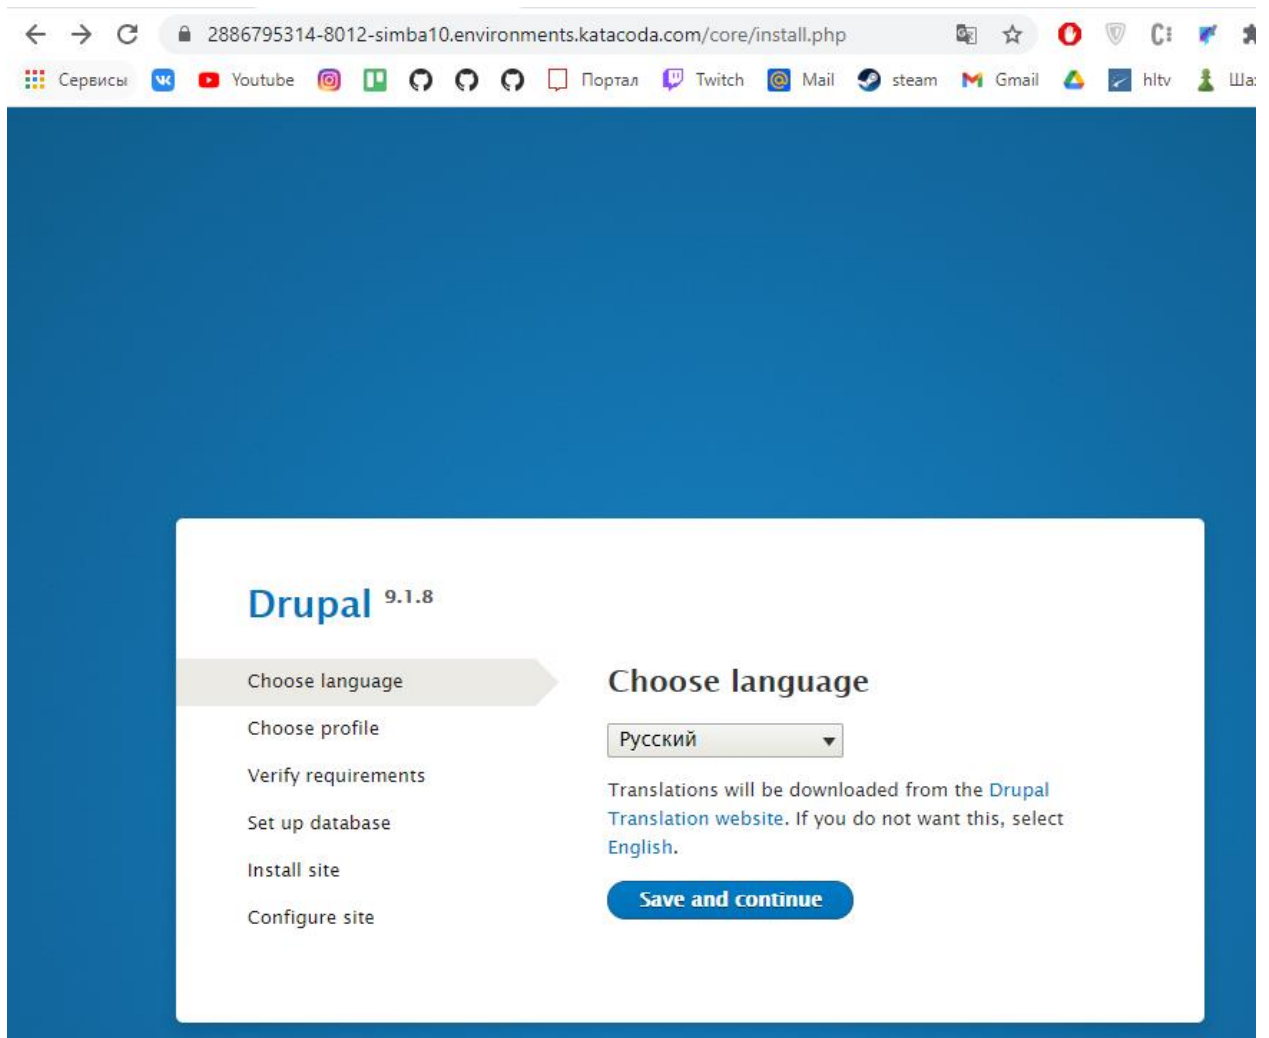 2886795314-8012-simba10.environments.katacoda.com/core/install.php
Сервисы Youtube Портал Twitch Mail steam Gmail hltv
Drupal 9.1.8
Choose language
Choose profile
Verify requirements
Set up database
Install site
Configure site
Choose language
Русский
Translations will be downloaded from the Drupal
Translation website. If you do not want this, select
English.
Save and continue